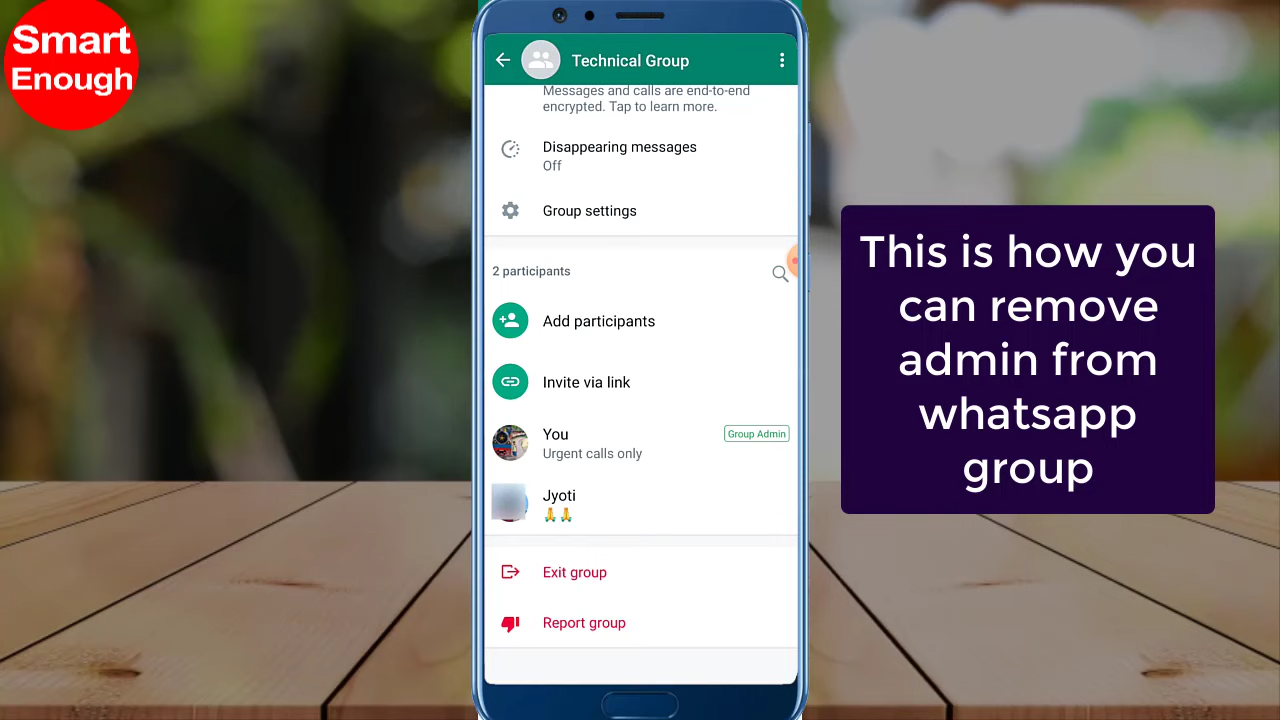 Smart
Enough
Technical Group
Messages and calls are end-to-end
encrypted. Tap to learn more.
Disappearing messages
Off
Group settings
2 participants
Add participants
Invite via link
You
Group Admin
Urgent calls only
Jyoti
🙏🙏
Exit group
Report group
This is how you
can remove
admin from
whatsapp
group